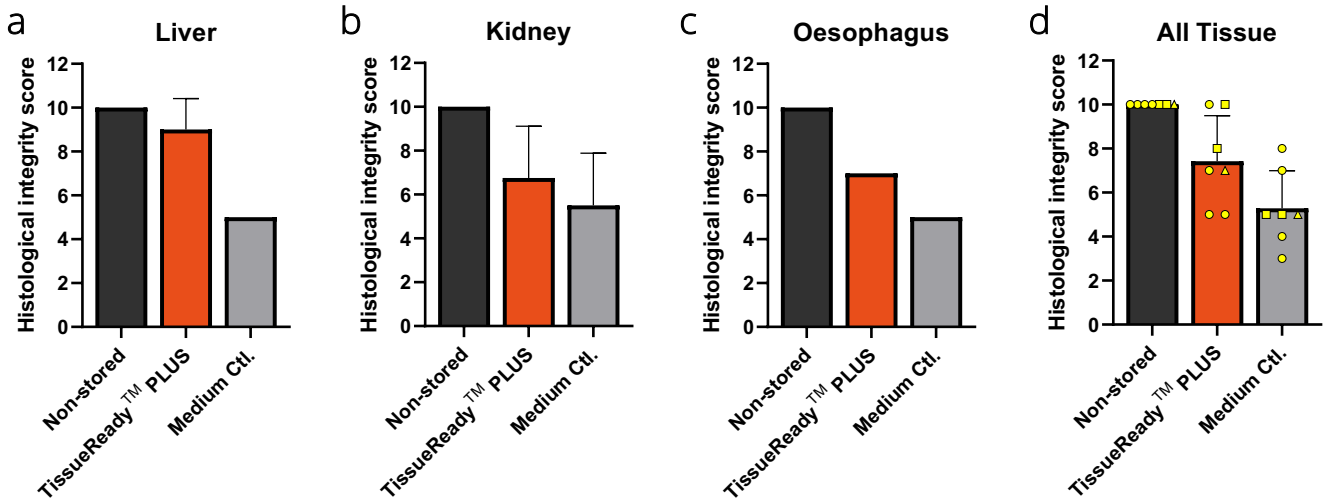 a
Liver
Histological integrity score
12
10
8
6
4
2
0
Non-stored
TissueReady™ PLUS
Medium Ctl.
b
Kidney
Histological integrity score
12
10
8
6
4
2
0
Non-stored
TissueReady™ PLUS
Medium Ctl.
c
Oesophagus
Histological integrity score
12
10
8
6
4
2
0
Non-stored
TissueReady™ PLUS
Medium Ctl.
d
All Tissue
Histological integrity score
12
10
8
6
4
2
0
Non-stored
TissueReady™ PLUS
Medium Ctl.